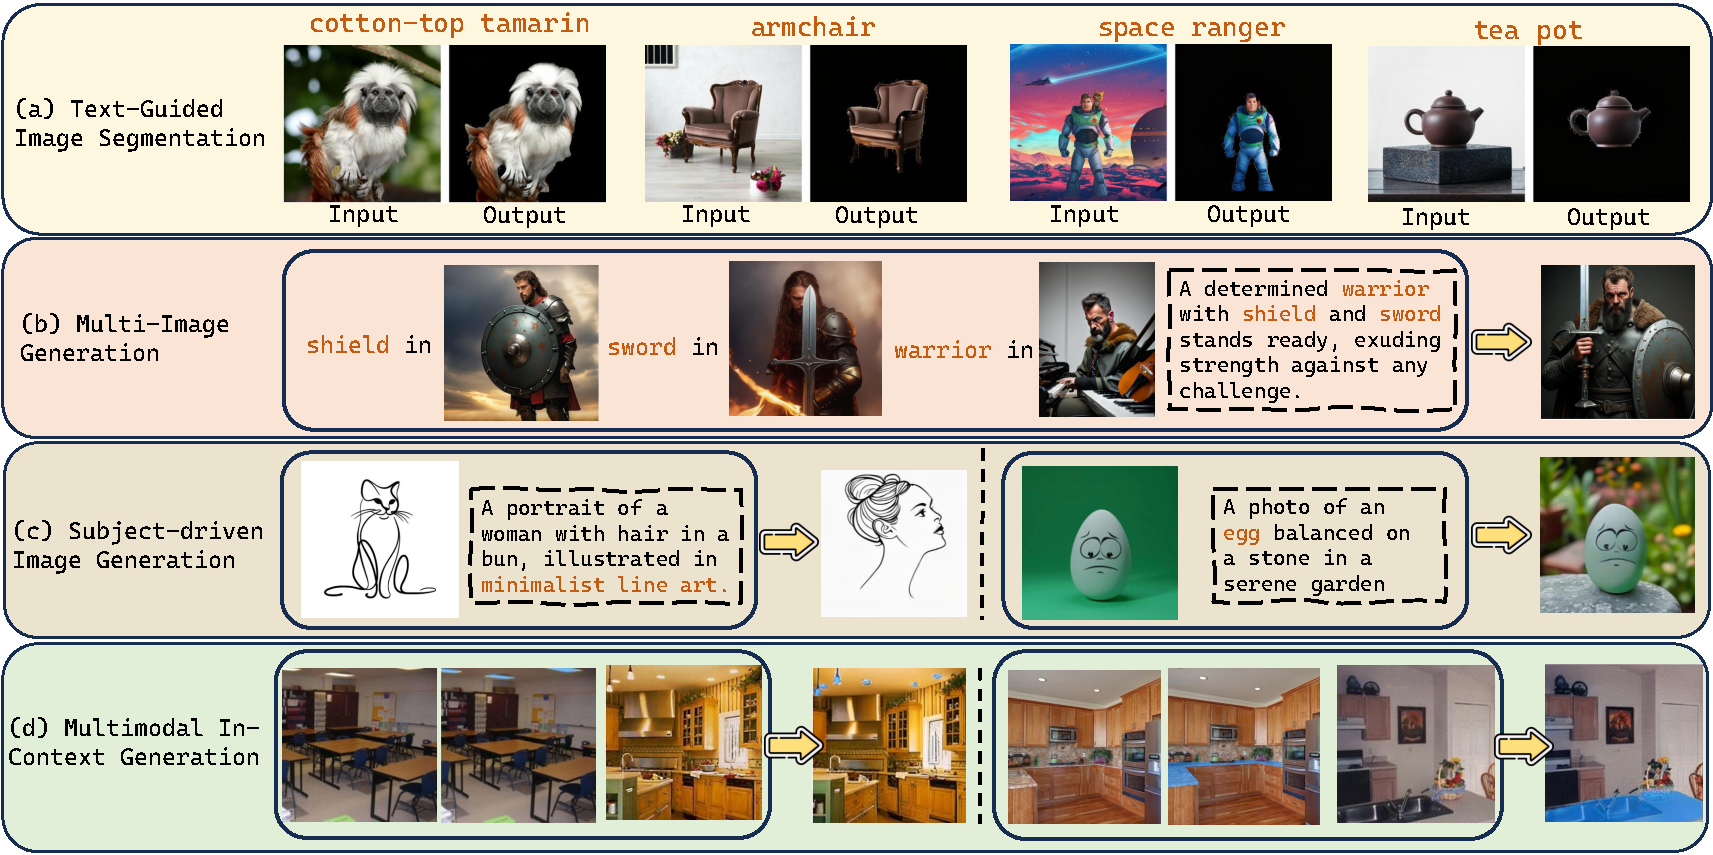 cotton-top tamarin
armchair
space ranger
tea pot
(a) Text-Guided
Image Segmentation
Input
Output
Input
Output
Input
Output
Input
Output
(b) Multi-Image
Generation
shield in
sword in
warrior in
A determined warrior
with shield and sword
stands ready, exuding
strength against any
challenge.
(c) Subject-driven
Image Generation
A portrait of a
woman with hair in a
bun, illustrated in
minimalist line art.
A photo of an
egg balanced on
a stone in a
serene garden
(d) Multimodal In-
Context Generation